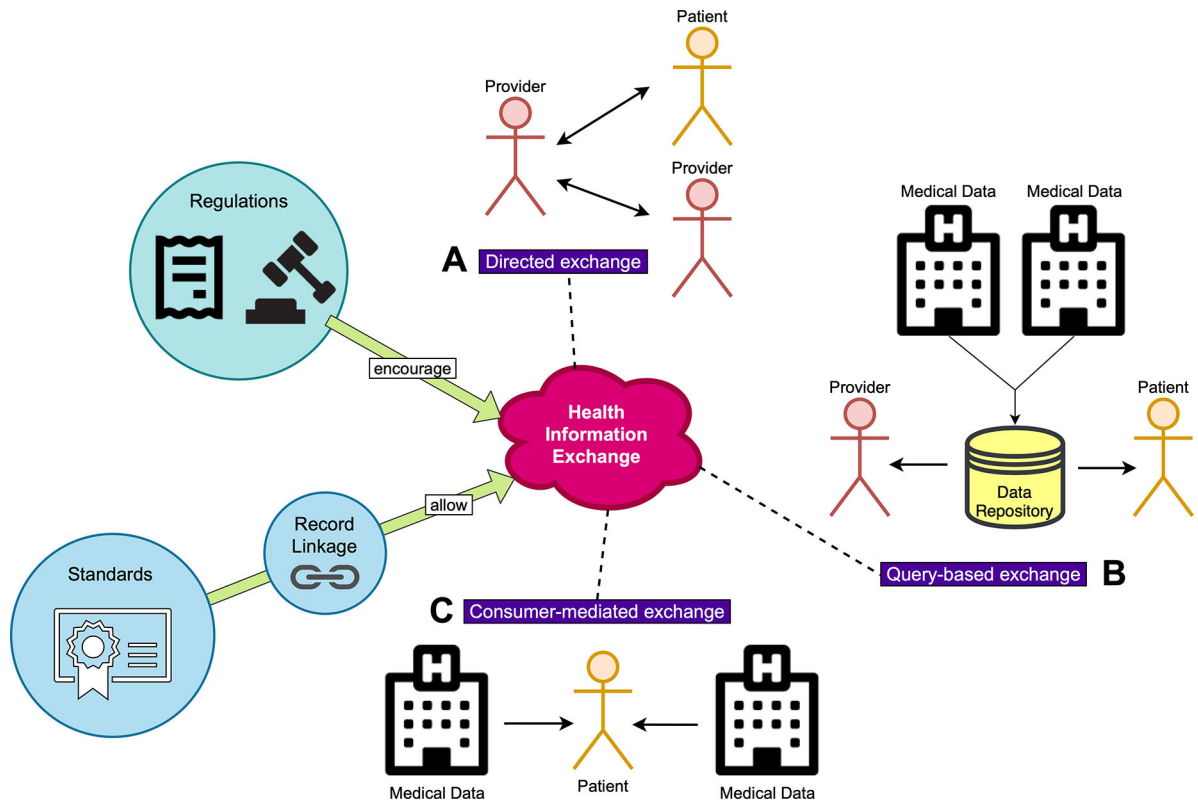 Patient
Provider
Provider
A
Directed exchange
Regulations
encourage
Medical Data
Medical Data
Provider
Patient
Data
Repository
Health
Information
Exchange
allow
Record
Linkage
Standards
Query-based exchange
B
C
Consumer-mediated exchange
Medical Data
Patient
Medical Data